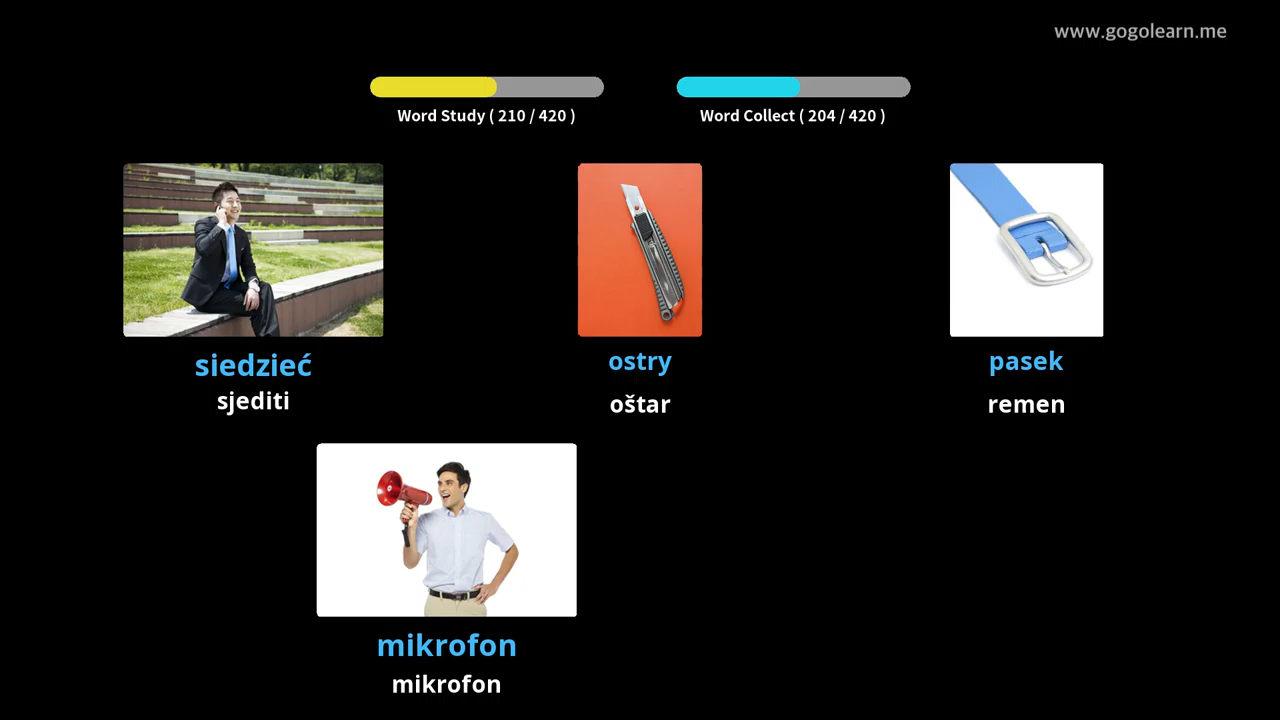 www.gogolearn.me
Word Study ( 210 / 420 )
Word Collect ( 204 / 420 )
siedzieć
sjediti
ostry
oštar
pasek
remen
mikrofon
mikrofon